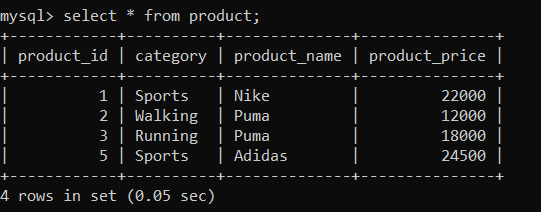 mysql> select * from product;
+------------+----------+--------------+---------------+
| product_id | category | product_name | product_price |
+------------+----------+--------------+---------------+
|          1 | Sports   | Nike         |         22000 |
|          2 | Walking  | Puma         |         12000 |
|          3 | Running  | Puma         |         18000 |
|          5 | Sports   | Adidas       |         24500 |
+------------+----------+--------------+---------------+
4 rows in set (0.05 sec)